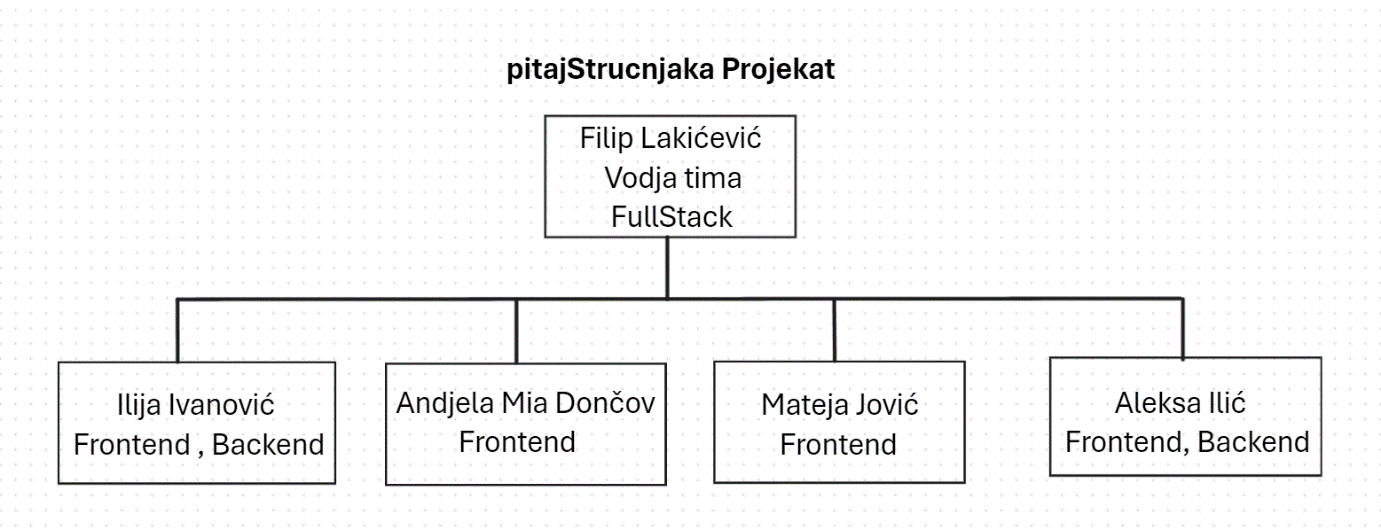 pitajStrucnjaka Projekat
Filip Lakićević
Vodja tima
FullStack
Ilija Ivanović
Frontend , Backend
Andjela Mia Dončov
Frontend
Mateja Jović
Frontend
Aleksa Ilić
Frontend, Backend